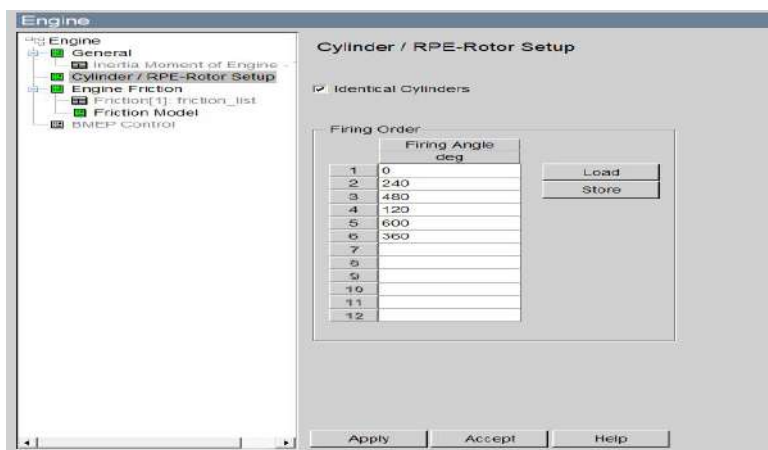 Engine
Engine
General
Inertia Moment of Engine -
Cylinder / RPE-Rotor Setup
Engine Friction
Friction[1]: friction_list
Friction Model
BMEP Control
Cylinder / RPE-Rotor Setup
Identical Cylinders
Firing Order
Firing Angle
deg
1 0
2 240
3 480
4 120
5 600
6 360
7
8
9
10
11
12
Load
Store
Apply Accept Help